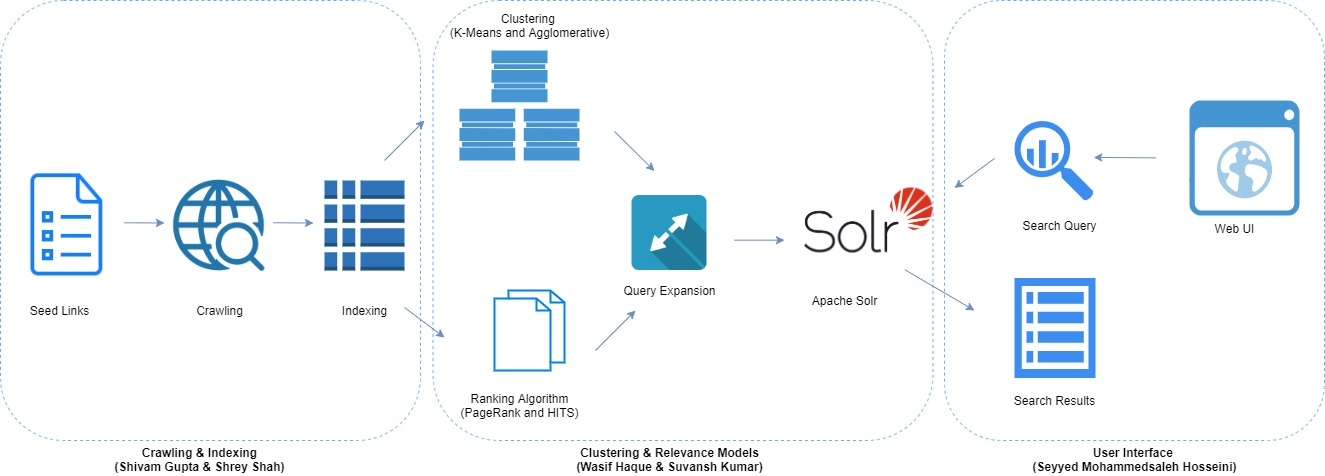 Clustering
(K-Means and Agglomerative)
Seed Links
Crawling
Indexing
Query Expansion
Ranking Algorithm
(PageRank and HITS)
Solr
Apache Solr
Search Query
Web UI
Search Results
Crawling & Indexing
(Shivam Gupta & Shrey Shah)
Clustering & Relevance Models
(Wasif Haque & Suvansh Kumar)
User Interface
(Seyyed Mohammedsaleh Hosseini)